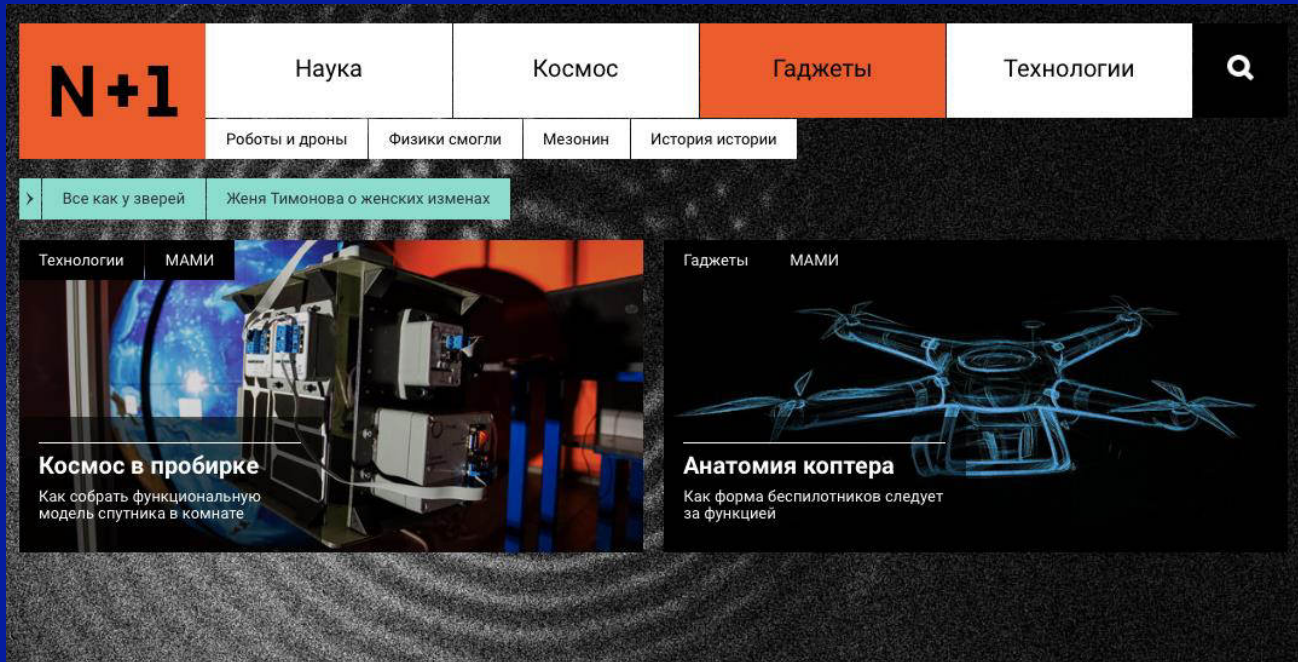 N+1
Наука
Космос
Гаджеты
Технологии
Роботы и дроны
Физики смогли
Мезонин
История истории
Все как у зверей
Женя Тимонова о женских изменах
Технологии
МАМИ
Космос в пробирке
Как собрать функциональную
модель спутника в комнате
Гаджеты
МАМИ
Анатомия коптера
Как форма беспилотников следует
за функцией